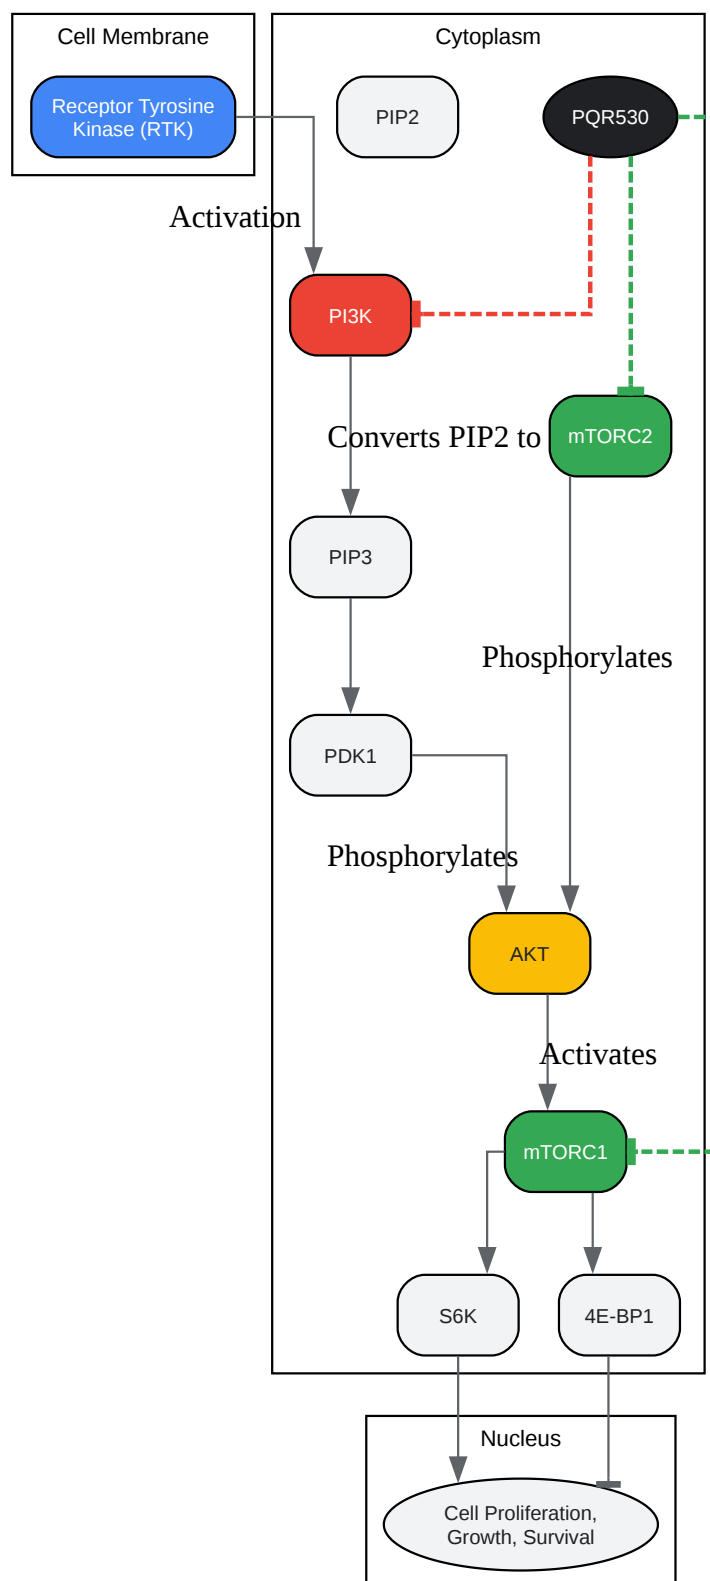 Cell Membrane
Cytoplasm
Receptor Tyrosine
Kinase (RTK)
PIP2
PQR530
Activation
PI3K
Converts PIP2 to
mTORC2
PIP3
Phosphorylates
PDK1
Phosphorylates
AKT
Activates
mTORC1
S6K
4E-BP1
Nucleus
Cell Proliferation,
Growth, Survival